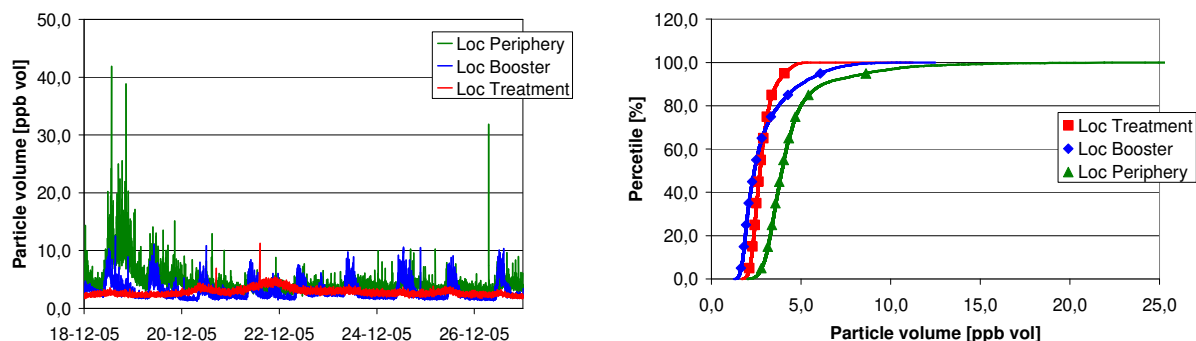 50,0
40,0
30,0
20,0
10,0
0,0
Particle volume [ppb vol]
18-12-05 20-12-05 22-12-05 24-12-05 26-12-05
Loc Periphery
Loc Booster
Loc Treatment
120,0
100,0
80,0
60,0
40,0
20,0
0,0
Percetile [%]
0,0 5,0 10,0 15,0 20,0 25,0
Particle volume [ppb vol]
Loc Treatment
Loc Booster
Loc Periphery